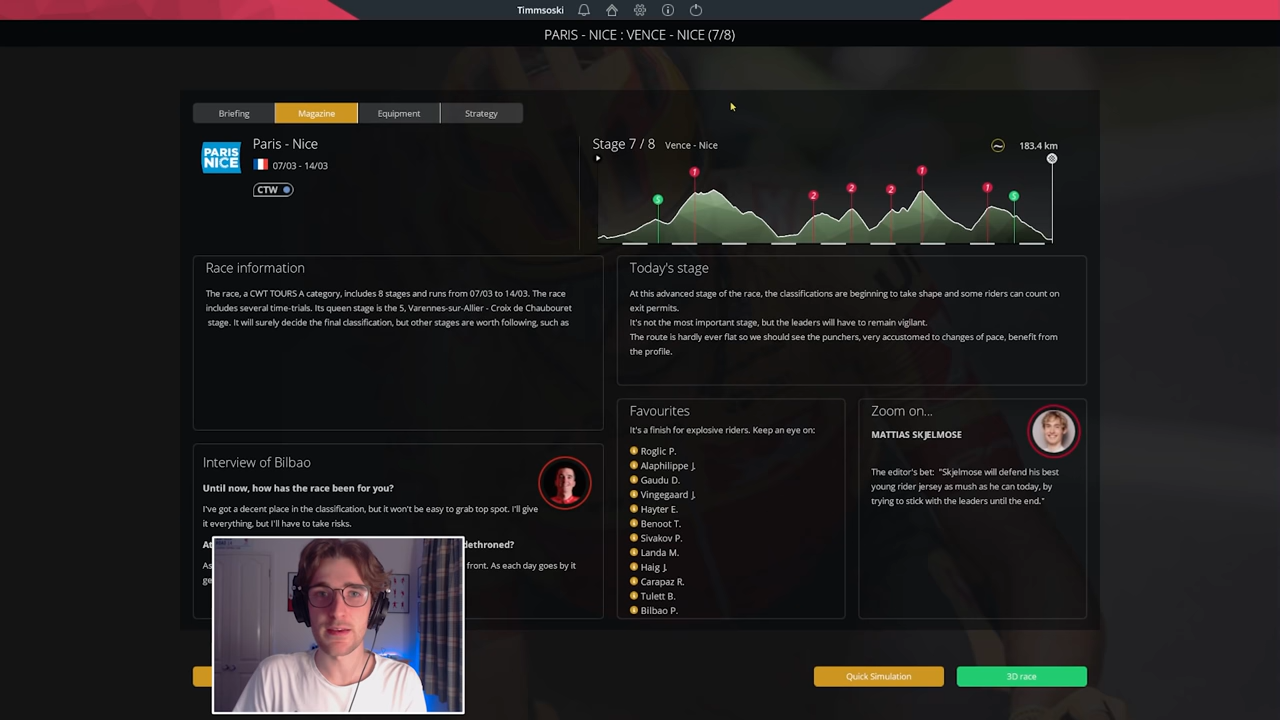 Timmsoski
PARIS - NICE : VENCE - NICE (7/8)
Briefing
Magazine
Equipment
Strategy
PARIS
NICE
Paris - Nice
07/03 - 14/03
CTW
Stage 7 / 8
Vence - Nice
183.4 km
S
1
2
2
2
1
1
S
Race information
The race, a CWT TOURS A category, includes 8 stages and runs from 07/03 to 14/03. The race
includes several time-trials. Its queen stage is the 5, Varennes-sur-Allier - Croix de Chaubouret
stage. It will surely decide the final classification, but other stages are worth following, such as
Today's stage
At this advanced stage of the race, the classifications are beginning to take shape and some riders can count on
exit permits.
It's not the most important stage, but the leaders will have to remain vigilant.
The route is hardly ever flat so we should see the punchers, very accustomed to changes of pace, benefit from
the profile.
Interview of Bilbao
Until now, how has the race been for you?
I've got a decent place in the classification, but it won't be easy to grab top spot. I'll give
it everything, but I'll have to take risks.
dethroned?
front. As each day goes by it
Favourites
It's a finish for explosive riders. Keep an eye on:
Roglic P.
Alaphilippe J.
Gaudu D.
Vingegaard J.
Hayter E.
Benoot T.
Sivakov P.
Landa M.
Haig J.
Carapaz R.
Tulett B.
Bilbao P.
Zoom on...
MATTIAS SKJELMOSE
The editor's bet: "Skjelmose will defend his best
young rider jersey as mush as he can today, by
trying to stick with the leaders until the end."
Quick Simulation
3D race